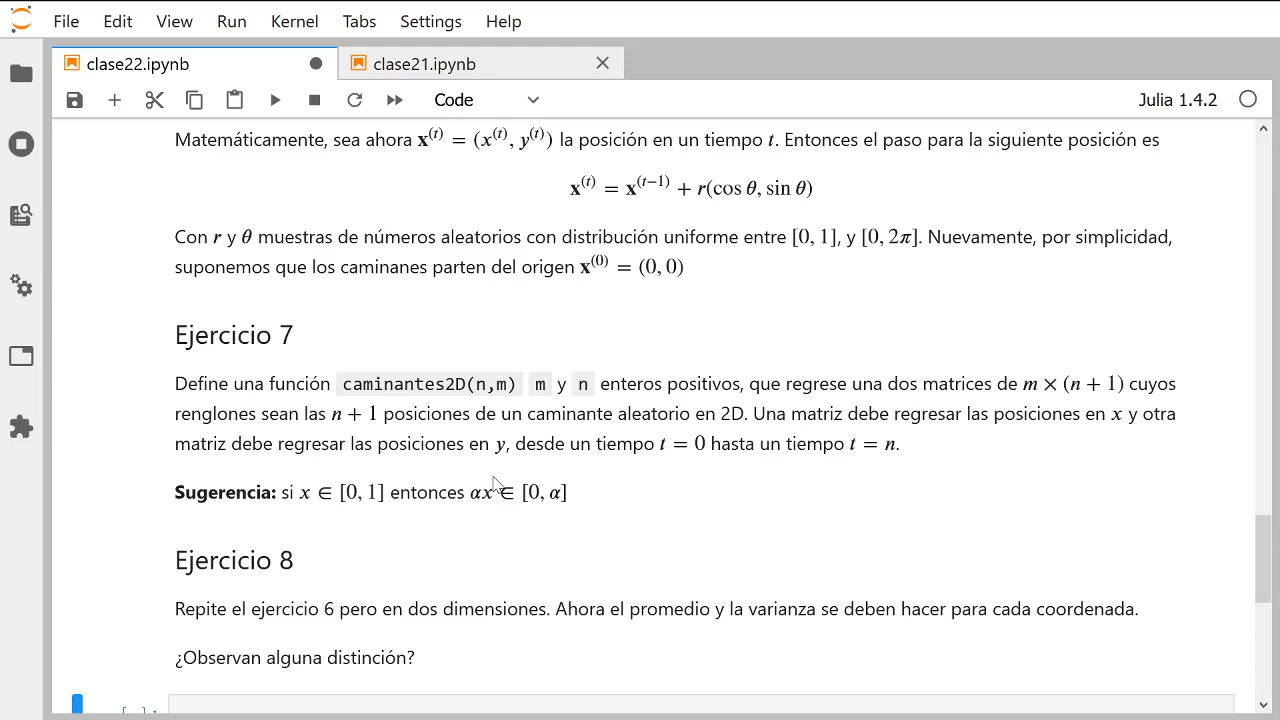 File Edit View Run Kernel Tabs Settings Help
clase22.ipynb clase21.ipynb
Code Julia 1.4.2
Matemáticamente, sea ahora 𝐱⁽ᵗ⁾ = (x⁽ᵗ⁾, y⁽ᵗ⁾) la posición en un tiempo t. Entonces el paso para la siguiente posición es
𝐱⁽ᵗ⁾ = 𝐱⁽ᵗ⁻¹⁾ + r(cos θ, sin θ)
Con r y θ muestras de números aleatorios con distribución uniforme entre [0, 1], y [0, 2π]. Nuevamente, por simplicidad,
suponemos que los caminanes parten del origen 𝐱⁽⁰⁾ = (0, 0)
Ejercicio 7
Define una función caminantes2D(n,m) m y n enteros positivos, que regrese una dos matrices de m × (n + 1) cuyos
renglones sean las n + 1 posiciones de un caminante aleatorio en 2D. Una matriz debe regresar las posiciones en x y otra
matriz debe regresar las posiciones en y, desde un tiempo t = 0 hasta un tiempo t = n.
Sugerencia: si x ∈ [0, 1] entonces αx ∈ [0, α]
Ejercicio 8
Repite el ejercicio 6 pero en dos dimensiones. Ahora el promedio y la varianza se deben hacer para cada coordenada.
¿Observan alguna distinción?
[ ]: